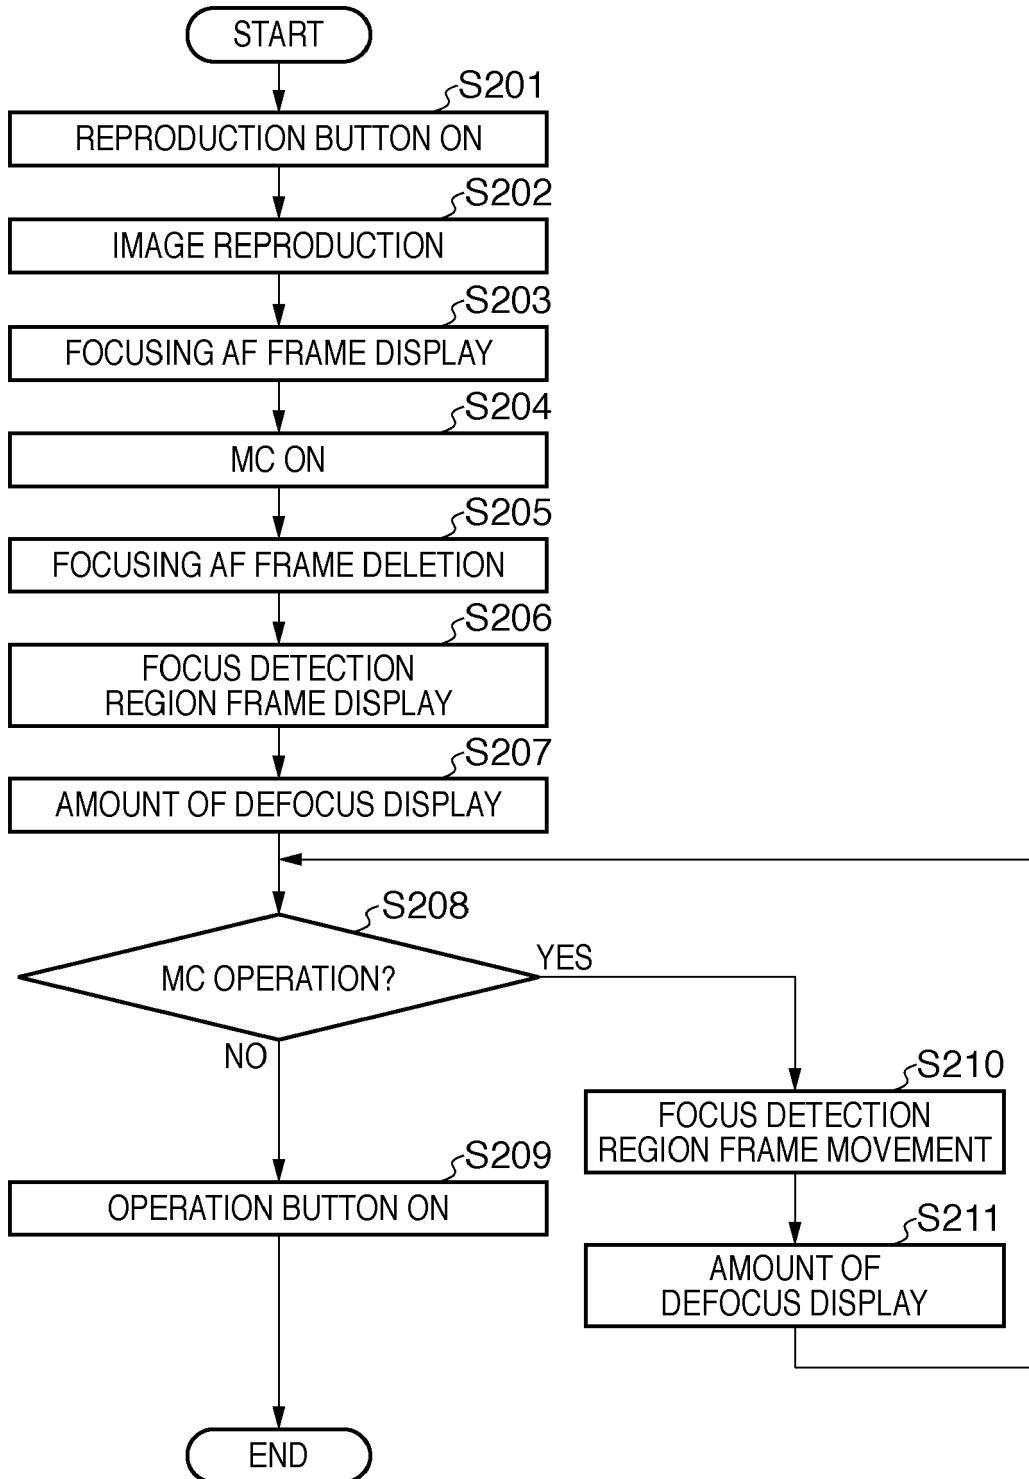 START
S201
REPRODUCTION BUTTON ON
S202
IMAGE REPRODUCTION
S203
FOCUSING AF FRAME DISPLAY
S204
MC ON
S205
FOCUSING AF FRAME DELETION
S206
FOCUS DETECTION
REGION FRAME DISPLAY
S207
AMOUNT OF DEFOCUS DISPLAY
S208
MC OPERATION?
YES
NO
S210
FOCUS DETECTION
REGION FRAME MOVEMENT
S209
OPERATION BUTTON ON
S211
AMOUNT OF
DEFOCUS DISPLAY
END